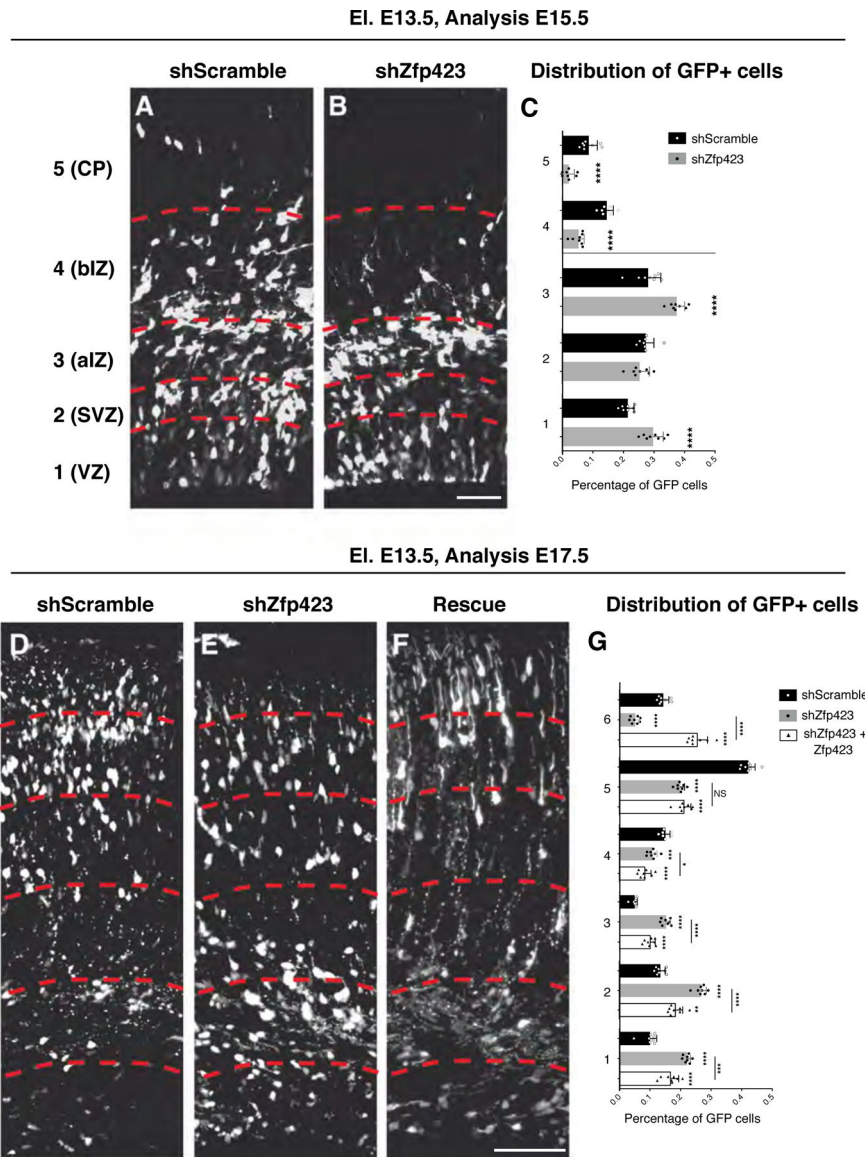 El. E13.5, Analysis E15.5
shScramble
shZfp423
Distribution of GFP+ cells
A
B
C
5 (CP)
4 (bIZ)
3 (aIZ)
2 (SVZ)
1 (VZ)
shScramble
shZfp423
5
****
4
****
3
****
2
1
****
0.0 0.1 0.2 0.3 0.4 0.5
Percentage of GFP cells
El. E13.5, Analysis E17.5
shScramble
shZfp423
Rescue
Distribution of GFP+ cells
D
E
F
G
shScramble
shZfp423
shZfp423 +
Zfp423
6
5
NS
4
3
2
1
0.0 0.1 0.2 0.3 0.4 0.5
Percentage of GFP cells